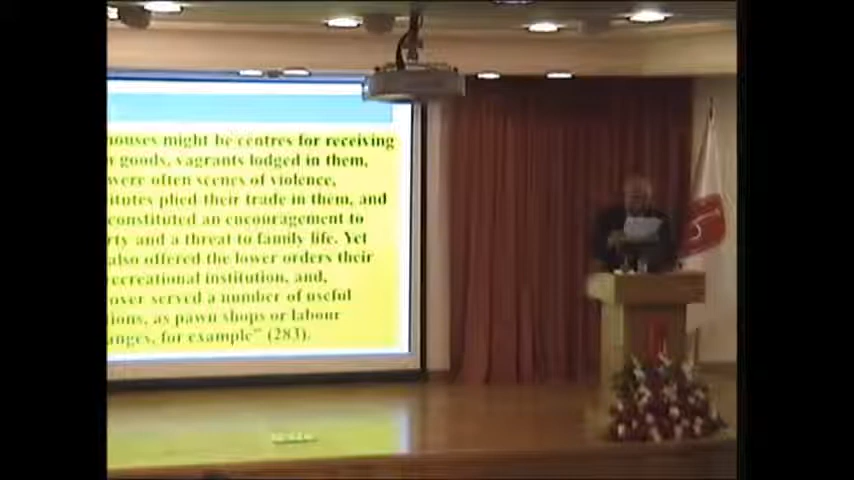 houses might be centres for receiving
n goods, vagrants lodged in them,
were often scenes of violence,
itutes plied their trade in them, and
constituted an encouragement to
rty and a threat to family life. Yet
also offered the lower orders their
recreational institution, and,
over served a number of useful
ions, as pawn shops or labour
anges, for example” (283).